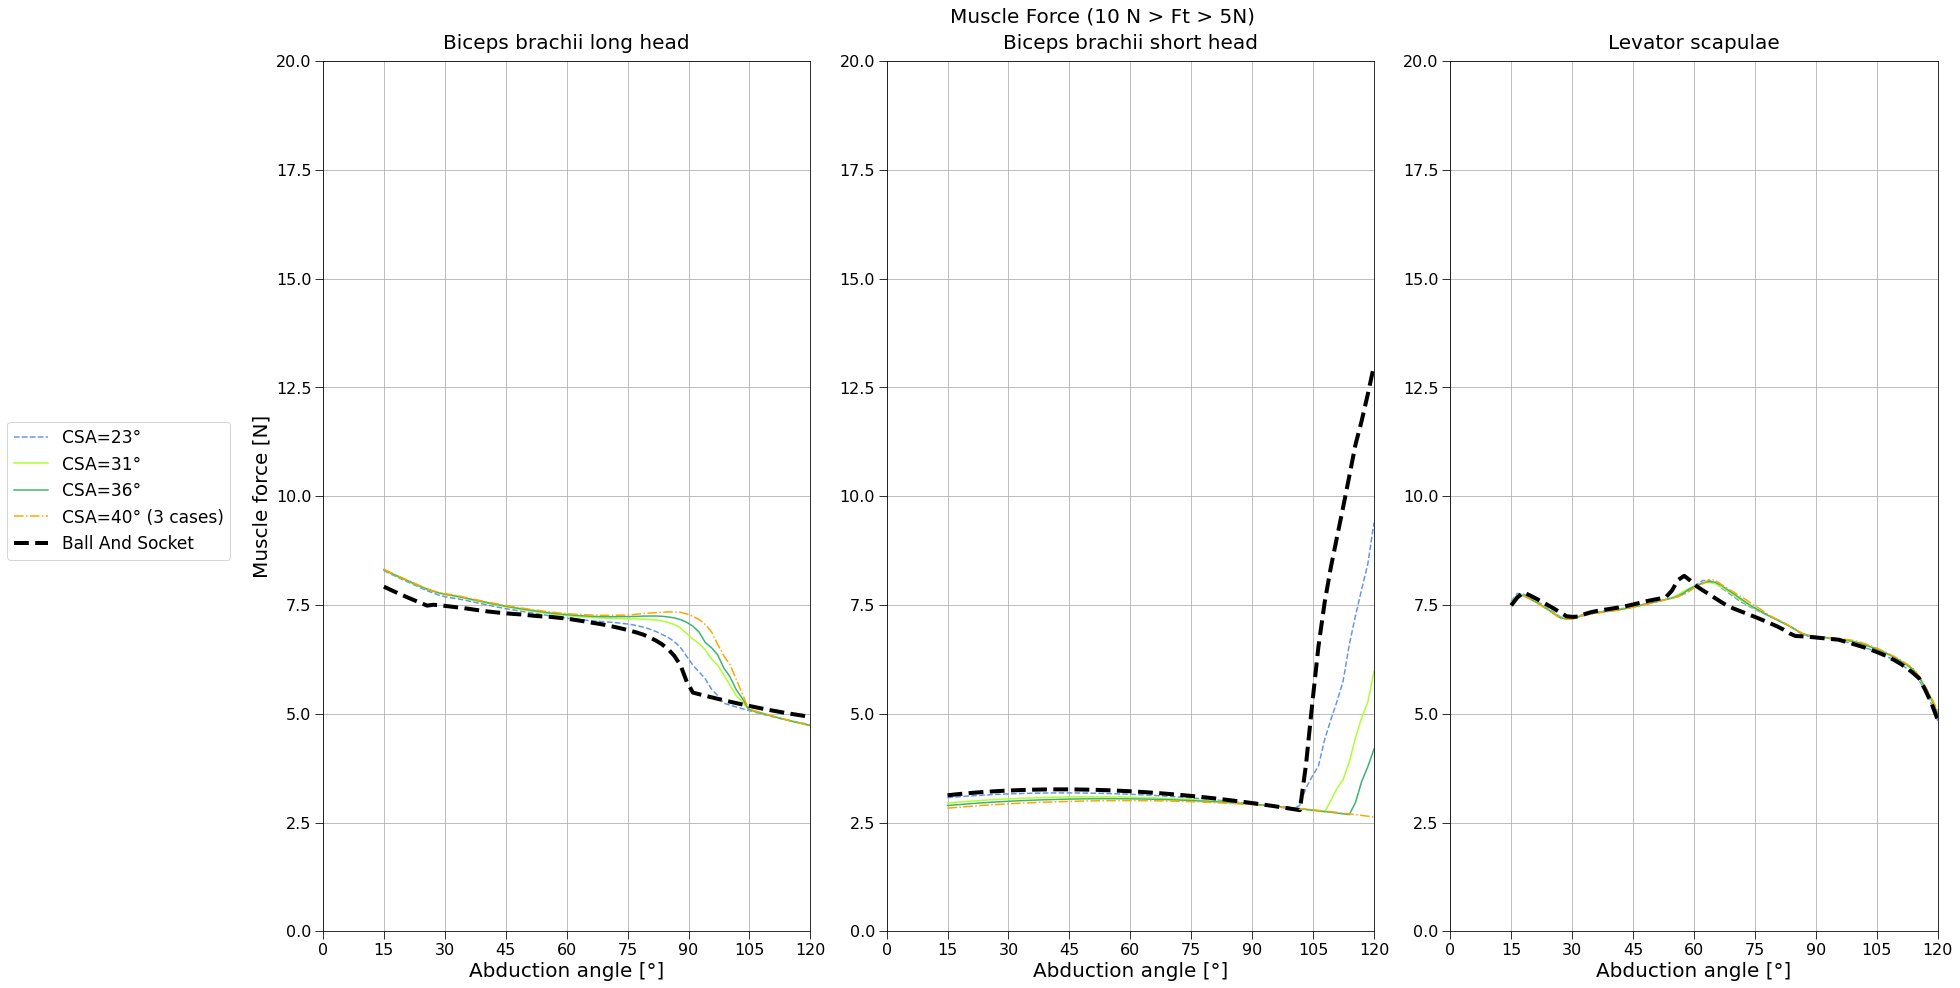 Muscle Force (10 N > Ft > 5N)
Biceps brachii long head
Biceps brachii short head
Levator scapulae
CSA=23°
CSA=31°
CSA=36°
CSA=40° (3 cases)
Ball And Socket
Muscle force [N]
20.0
17.5
15.0
12.5
10.0
7.5
5.0
2.5
0.0
0 15 30 45 60 75 90 105 120
Abduction angle [°]
20.0
17.5
15.0
12.5
10.0
7.5
5.0
2.5
0.0
0 15 30 45 60 75 90 105 120
Abduction angle [°]
20.0
17.5
15.0
12.5
10.0
7.5
5.0
2.5
0.0
0 15 30 45 60 75 90 105 120
Abduction angle [°]